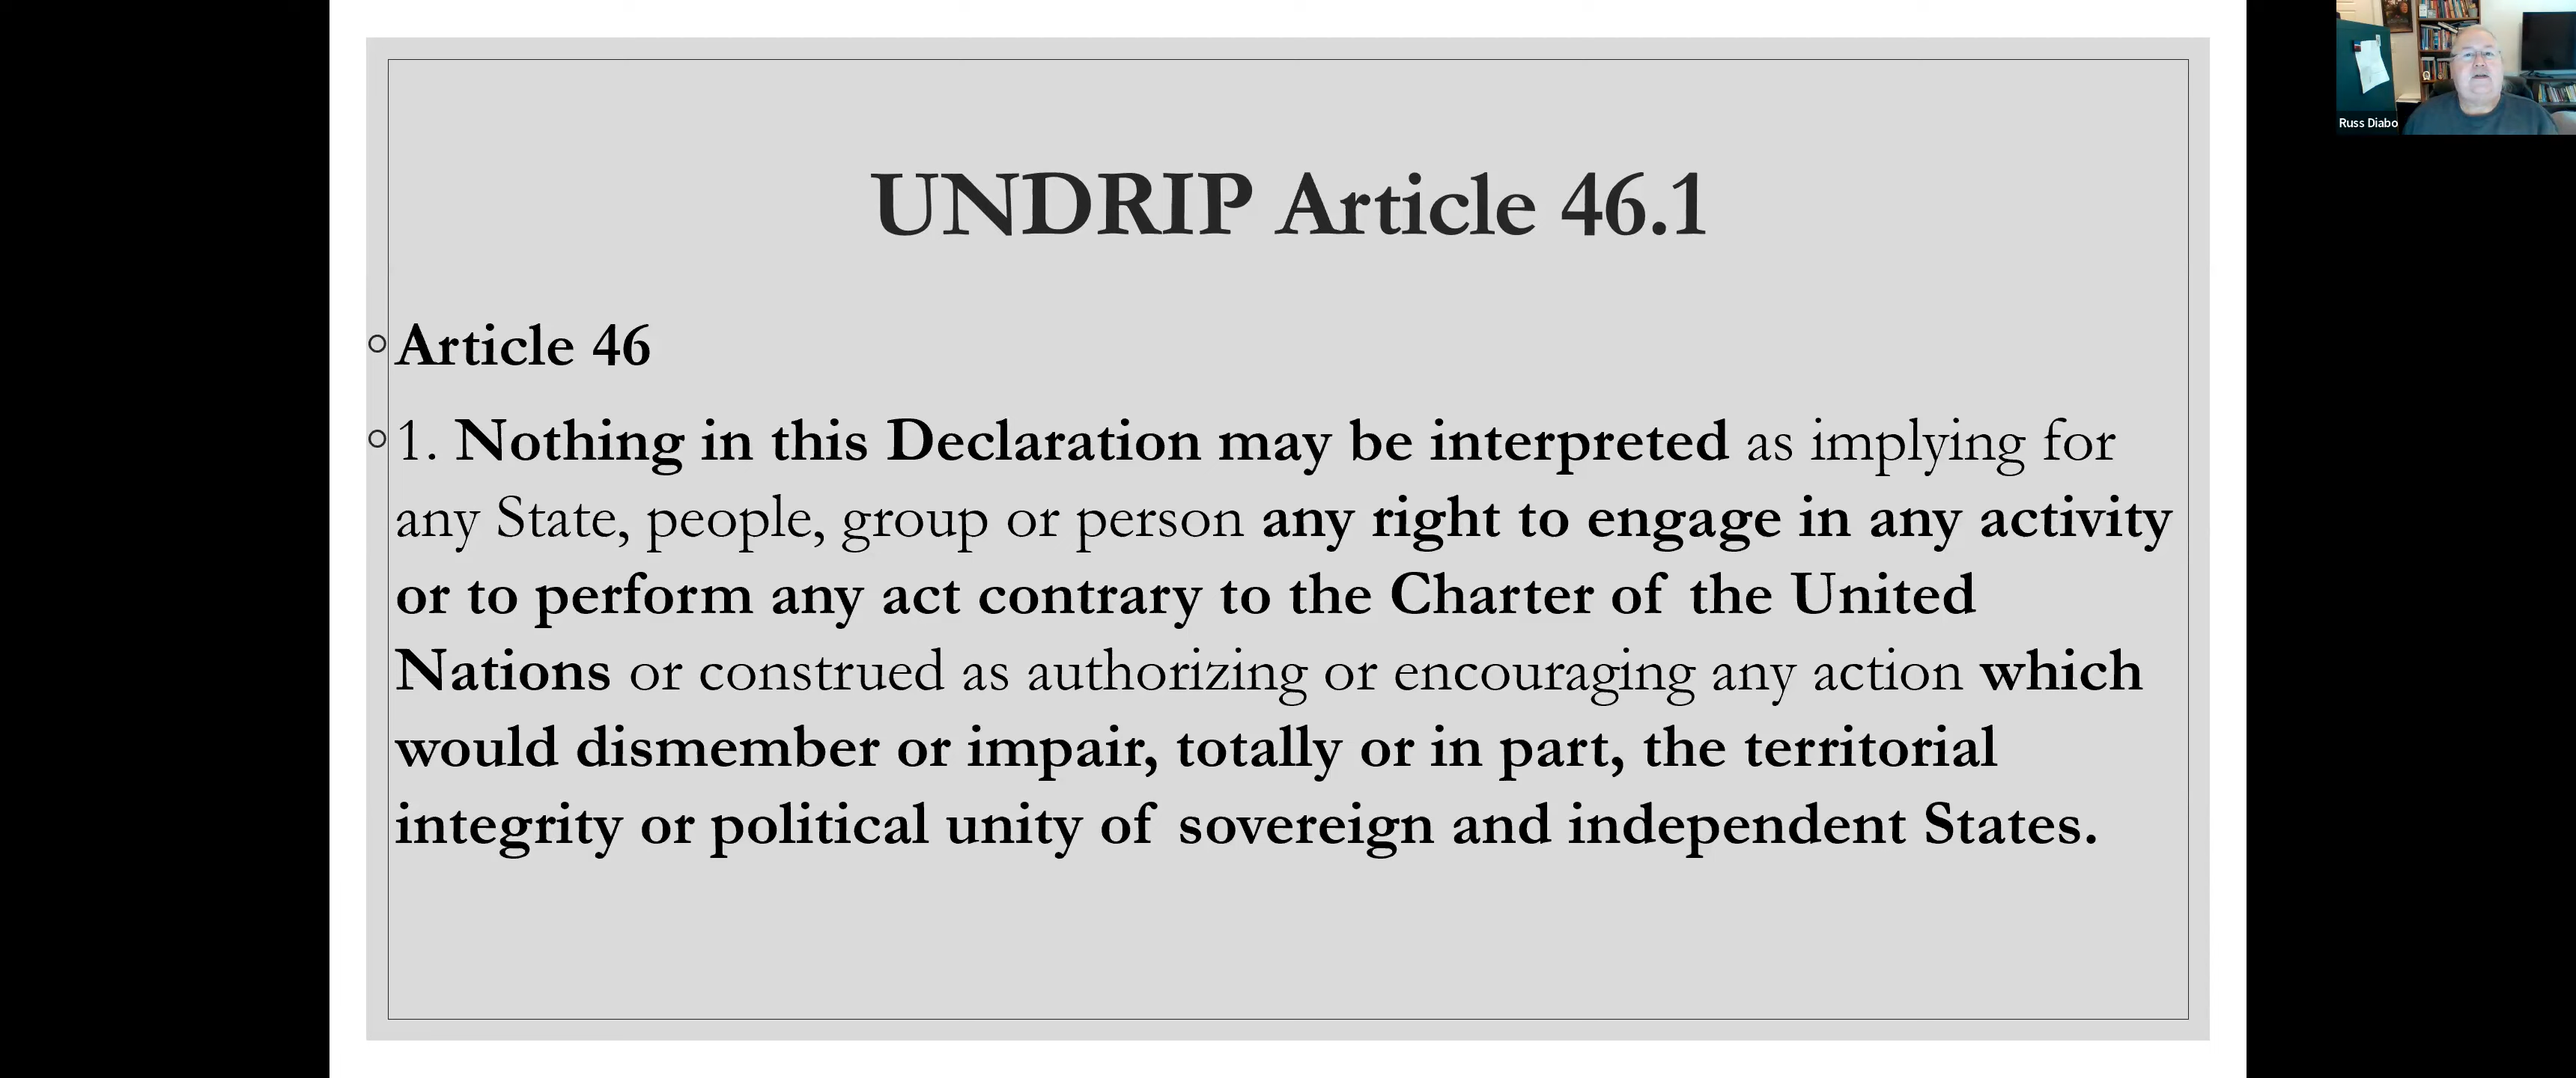 Russ Diabo
UNDRIP Article 46.1
Article 46
1. Nothing in this Declaration may be interpreted as implying for
any State, people, group or person any right to engage in any activity
or to perform any act contrary to the Charter of the United
Nations or construed as authorizing or encouraging any action which
would dismember or impair, totally or in part, the territorial
integrity or political unity of sovereign and independent States.